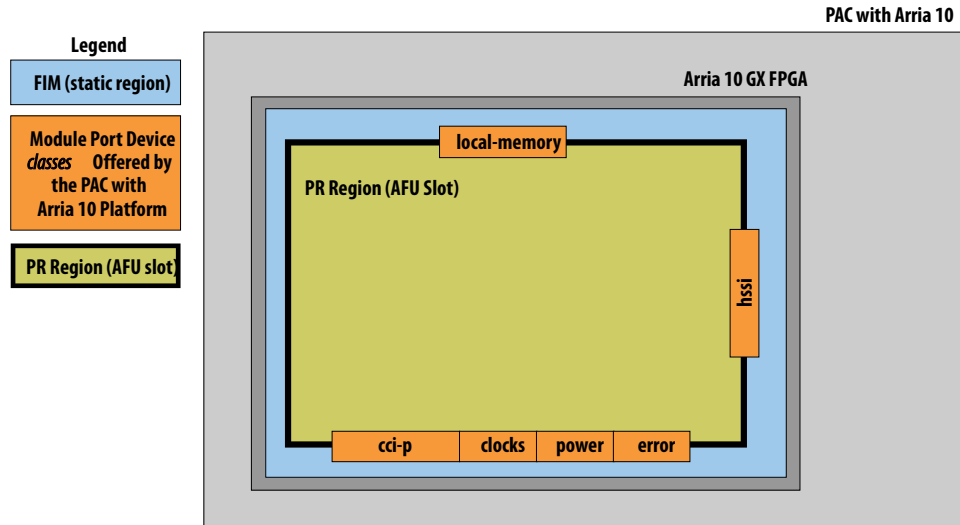 PAC with Arria 10
Legend
FIM (static region)
Module Port Device
classes Offered by
the PAC with
Arria 10 Platform
PR Region (AFU slot)
Arria 10 GX FPGA
local-memory
PR Region (AFU Slot)
hssi
cci-p clocks power error